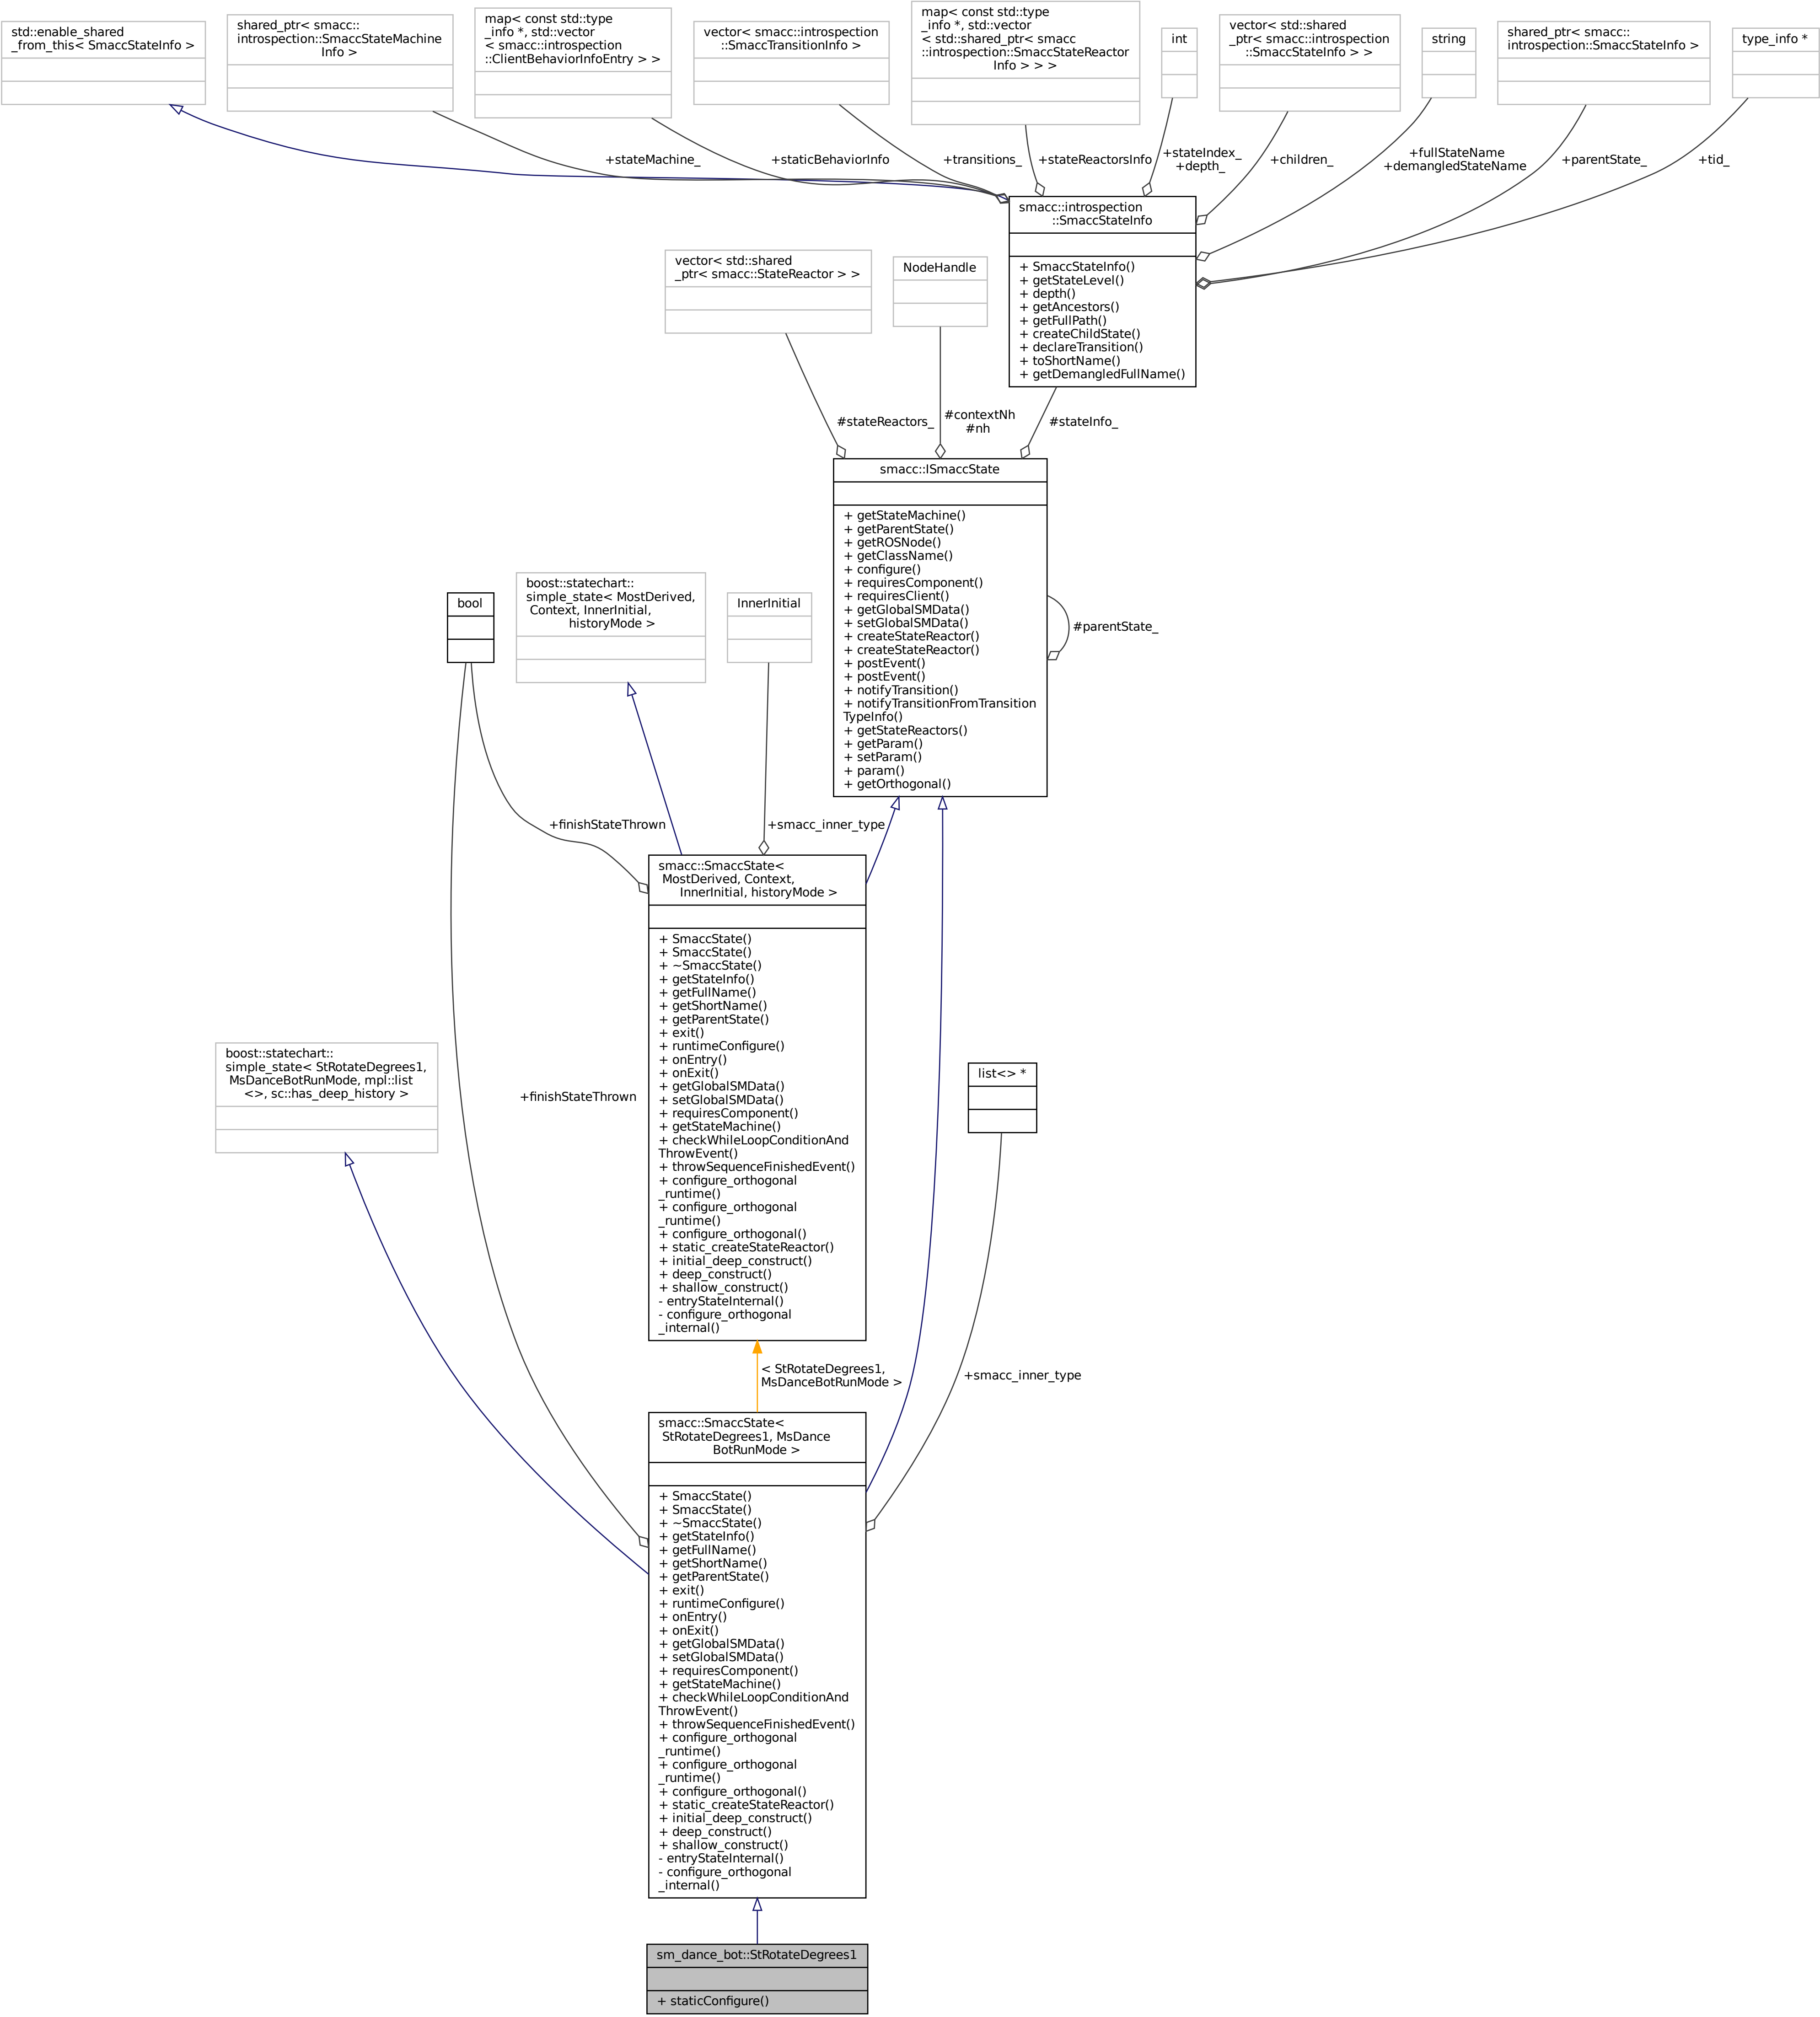 std::enable_shared
_from_this< SmaccStateInfo >
shared_ptr< smacc::
introspection::SmaccStateMachine
Info >
map< const std::type
_info *, std::vector
< smacc::introspection
::ClientBehaviorInfoEntry > >
vector< smacc::introspection
::SmaccTransitionInfo >
map< const std::type
_info *, std::vector
< std::shared_ptr< smacc
::introspection::SmaccStateReactor
Info > > >
int
vector< std::shared
_ptr< smacc::introspection
::SmaccStateInfo > >
string
shared_ptr< smacc::
introspection::SmaccStateInfo >
type_info *
+stateMachine_
+staticBehaviorInfo
+transitions_
+stateReactorsInfo
+stateIndex_
+depth_
+children_
+fullStateName
+demangledStateName
+parentState_
+tid_
smacc::introspection
::SmaccStateInfo
+ SmaccStateInfo()
+ getStateLevel()
+ depth()
+ getAncestors()
+ getFullPath()
+ createChildState()
+ declareTransition()
+ toShortName()
+ getDemangledFullName()
vector< std::shared
_ptr< smacc::StateReactor > >
NodeHandle
#stateReactors_
#contextNh
#nh
#stateInfo_
smacc::ISmaccState
+ getStateMachine()
+ getParentState()
+ getROSNode()
+ getClassName()
+ configure()
+ requiresComponent()
+ requiresClient()
+ getGlobalSMData()
+ setGlobalSMData()
+ createStateReactor()
+ createStateReactor()
+ postEvent()
+ postEvent()
+ notifyTransition()
+ notifyTransitionFromTransition
TypeInfo()
+ getStateReactors()
+ getParam()
+ setParam()
+ param()
+ getOrthogonal()
#parentState_
bool
boost::statechart::
simple_state< MostDerived,
Context, InnerInitial,
historyMode >
InnerInitial
+finishStateThrown
+smacc_inner_type
smacc::SmaccState<
MostDerived, Context,
InnerInitial, historyMode >
+ SmaccState()
+ SmaccState()
+ ~SmaccState()
+ getStateInfo()
+ getFullName()
+ getShortName()
+ getParentState()
+ exit()
+ runtimeConfigure()
+ onEntry()
+ onExit()
+ getGlobalSMData()
+ setGlobalSMData()
+ requiresComponent()
+ getStateMachine()
+ checkWhileLoopConditionAnd
ThrowEvent()
+ throwSequenceFinishedEvent()
+ configure_orthogonal
_runtime()
+ configure_orthogonal
_runtime()
+ configure_orthogonal()
+ static_createStateReactor()
+ initial_deep_construct()
+ deep_construct()
+ shallow_construct()
- entryStateInternal()
- configure_orthogonal
_internal()
boost::statechart::
simple_state< StRotateDegrees1,
MsDanceBotRunMode, mpl::list
<>, sc::has_deep_history >
+finishStateThrown
list<> *
< StRotateDegrees1,
MsDanceBotRunMode >
+smacc_inner_type
smacc::SmaccState<
StRotateDegrees1, MsDance
BotRunMode >
+ SmaccState()
+ SmaccState()
+ ~SmaccState()
+ getStateInfo()
+ getFullName()
+ getShortName()
+ getParentState()
+ exit()
+ runtimeConfigure()
+ onEntry()
+ onExit()
+ getGlobalSMData()
+ setGlobalSMData()
+ requiresComponent()
+ getStateMachine()
+ checkWhileLoopConditionAnd
ThrowEvent()
+ throwSequenceFinishedEvent()
+ configure_orthogonal
_runtime()
+ configure_orthogonal
_runtime()
+ configure_orthogonal()
+ static_createStateReactor()
+ initial_deep_construct()
+ deep_construct()
+ shallow_construct()
- entryStateInternal()
- configure_orthogonal
_internal()
sm_dance_bot::StRotateDegrees1
+ staticConfigure()